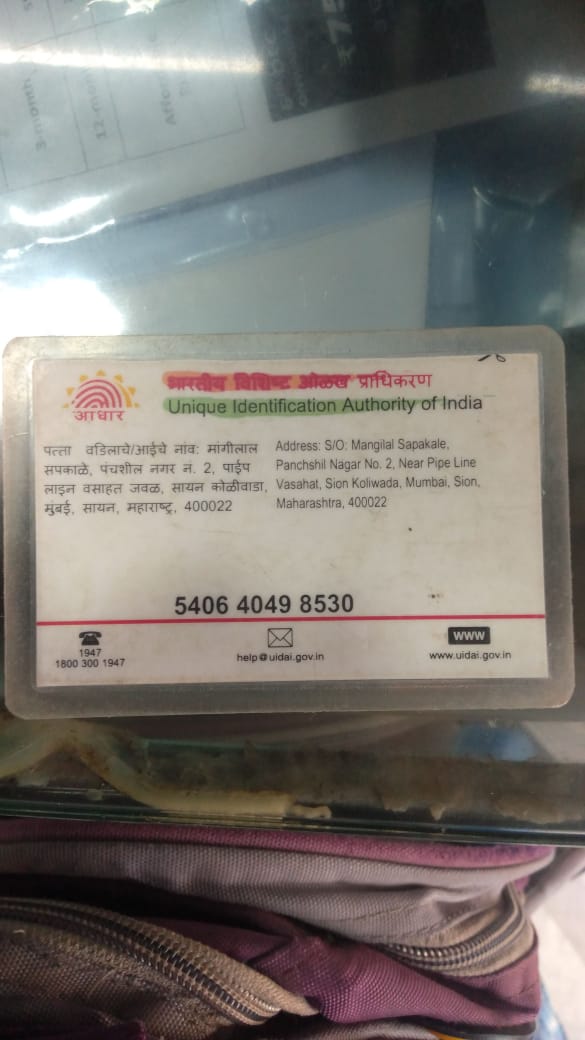 3-month
12-mon
₹75
भारतीय विशिष्ट ओळख प्राधिकरण
Unique Identification Authority of India
आधार
पत्ता वडिलाचे/आईचे नांव: मांगीलाल
सपकाळे, पंचशील नगर नं. 2, पाईप
लाइन वसाहत जवळ, सायन कोळीवाडा,
मुंबई, सायन, महाराष्ट्र, 400022
Address: S/O: Mangilal Sapakale,
Panchshil Nagar No. 2, Near Pipe Line
Vasahat, Sion Koliwada, Mumbai, Sion,
Maharashtra, 400022
5406 4049 8530
1947
1800 300 1947
help@uidai.gov.in
WWW
www.uidai.gov.in